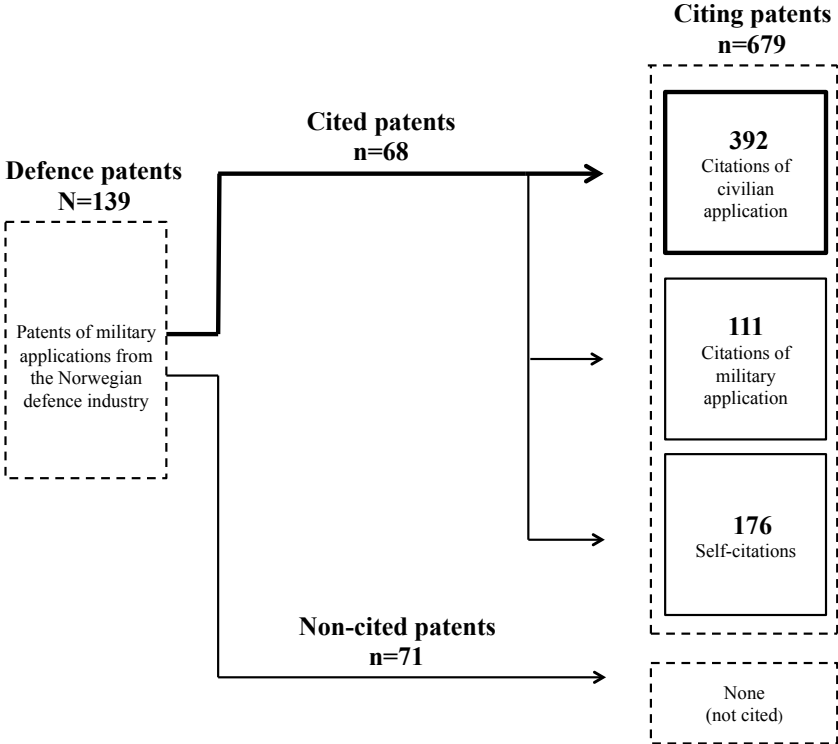 Citing patents
n=679
Cited patents
n=68
Defence patents
N=139
Patents of military
applications from
the Norwegian
defence industry
392
Citations of
civilian
application
111
Citations of
military
application
176
Self-citations
Non-cited patents
n=71
None
(not cited)